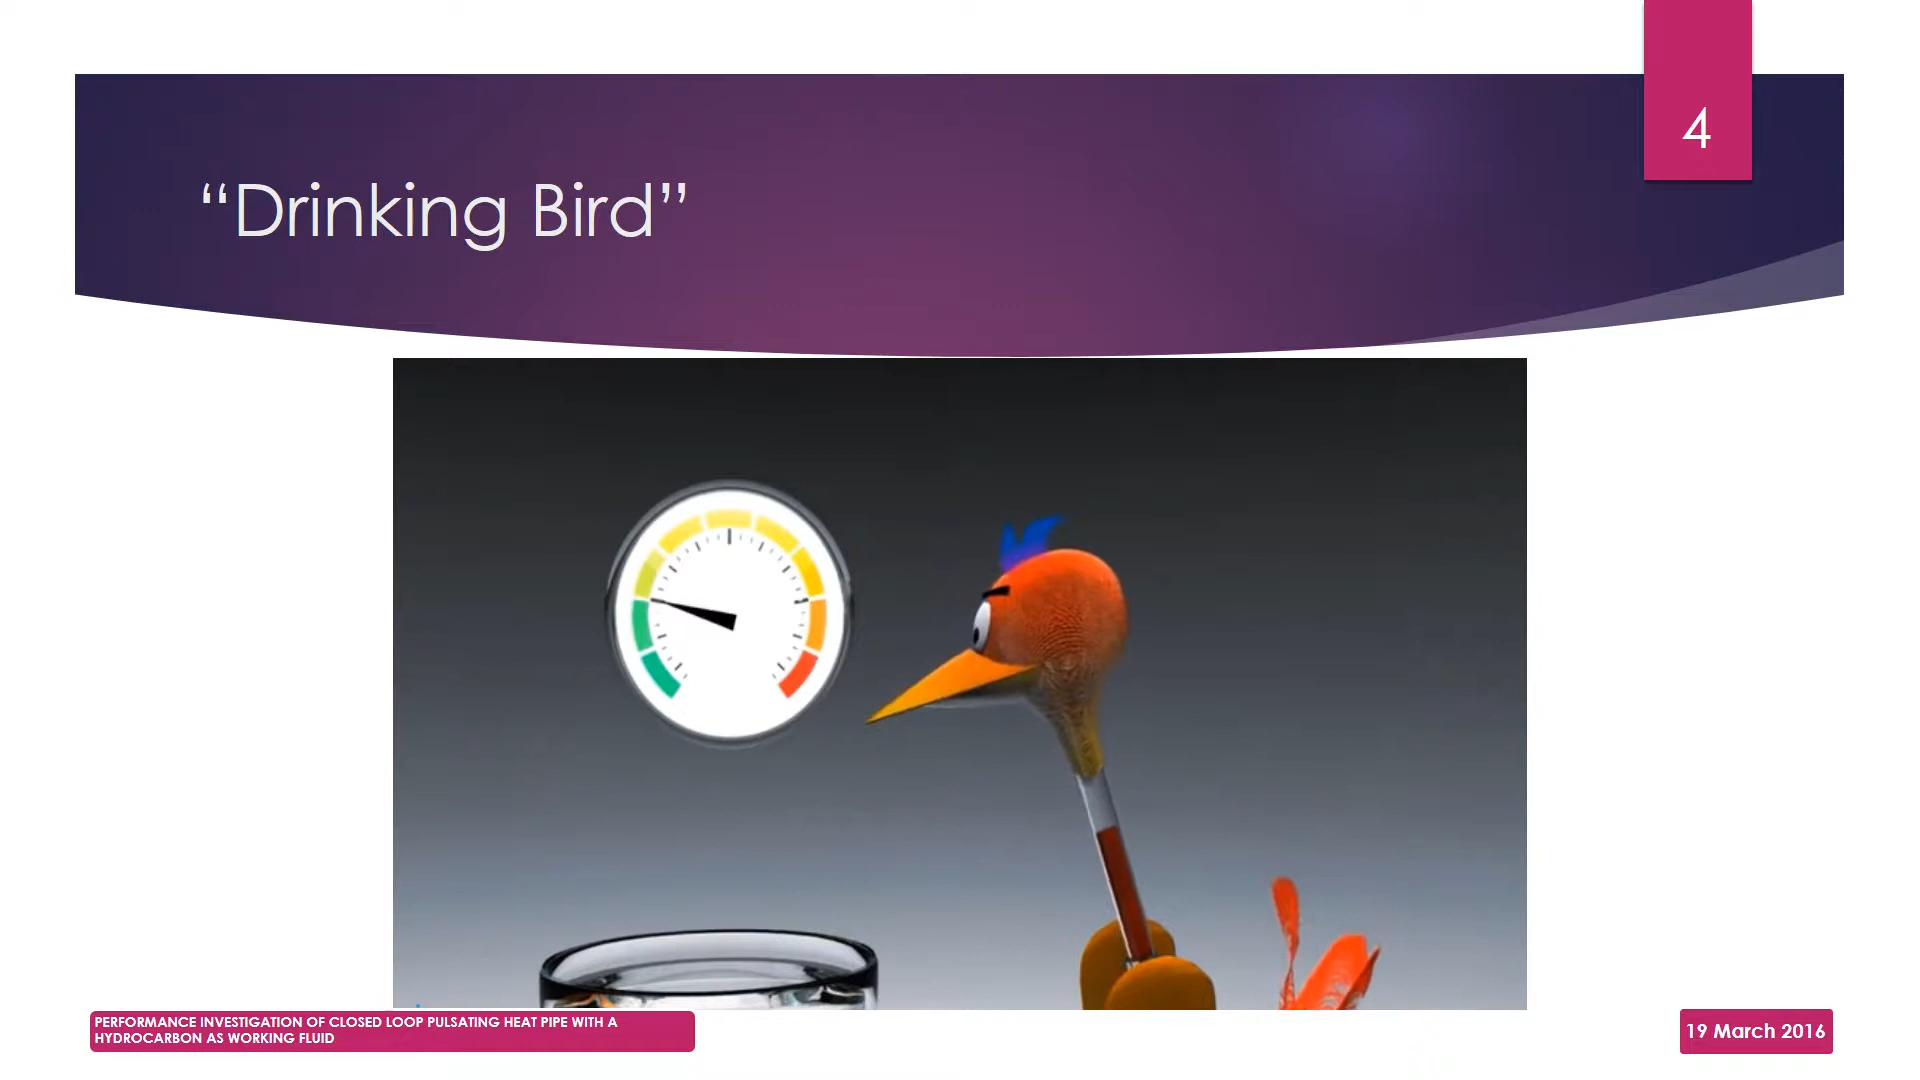 4
“Drinking Bird”
PERFORMANCE INVESTIGATION OF CLOSED LOOP PULSATING HEAT PIPE WITH A
HYDROCARBON AS WORKING FLUID
19 March 2016